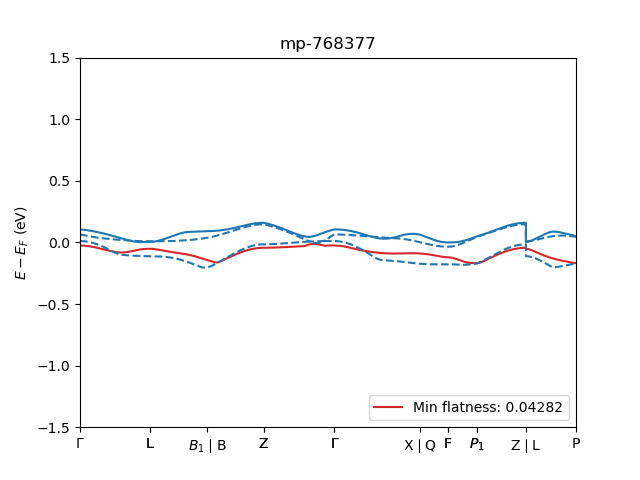 mp-768377
1.5
1.0
0.5
0.0
−0.5
−1.0
−1.5
E − E_F (eV)
Min flatness: 0.04282
Γ L B₁ | B Z Γ X | Q F P₁ Z | L P